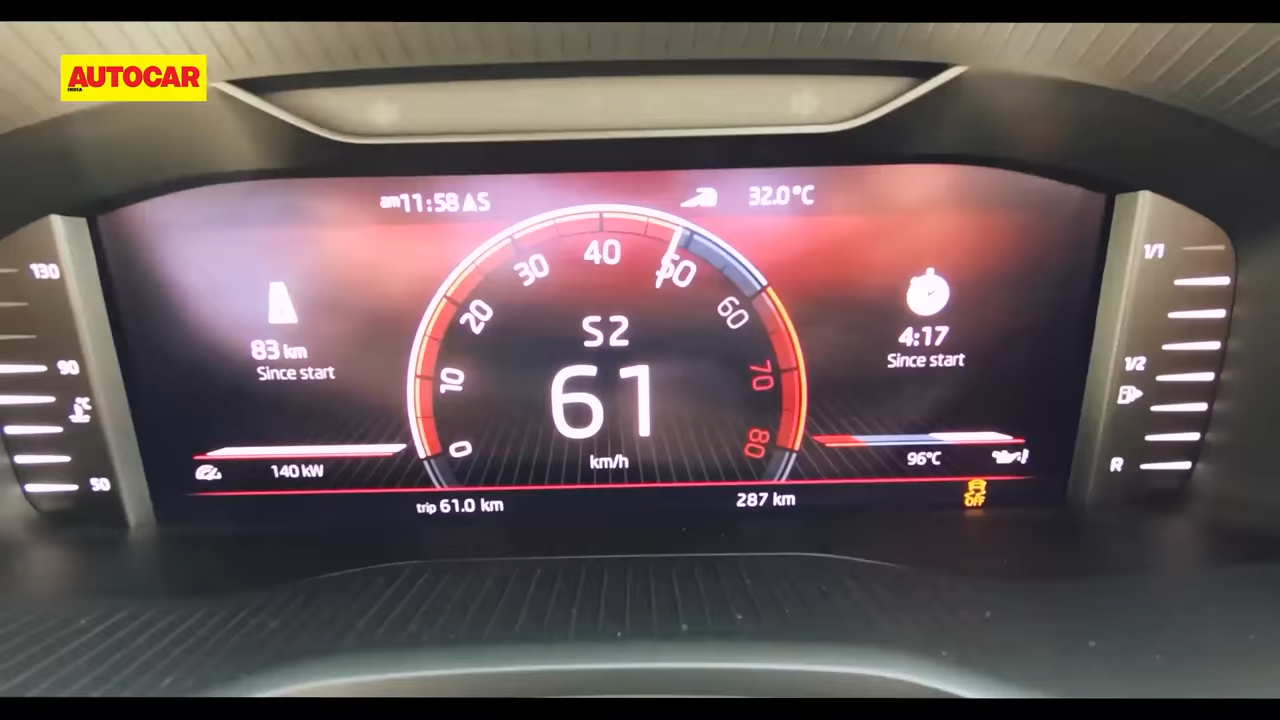 AUTOCAR
INDIA
am11:58 S
32.0°C
130
90
°C
50
83 km
Since start
140 kW
0
10
20
30
40
50
60
70
80
S2
61
km/h
4:17
Since start
96°C
trip 61.0 km
287 km
OFF
1/1
1/2
R